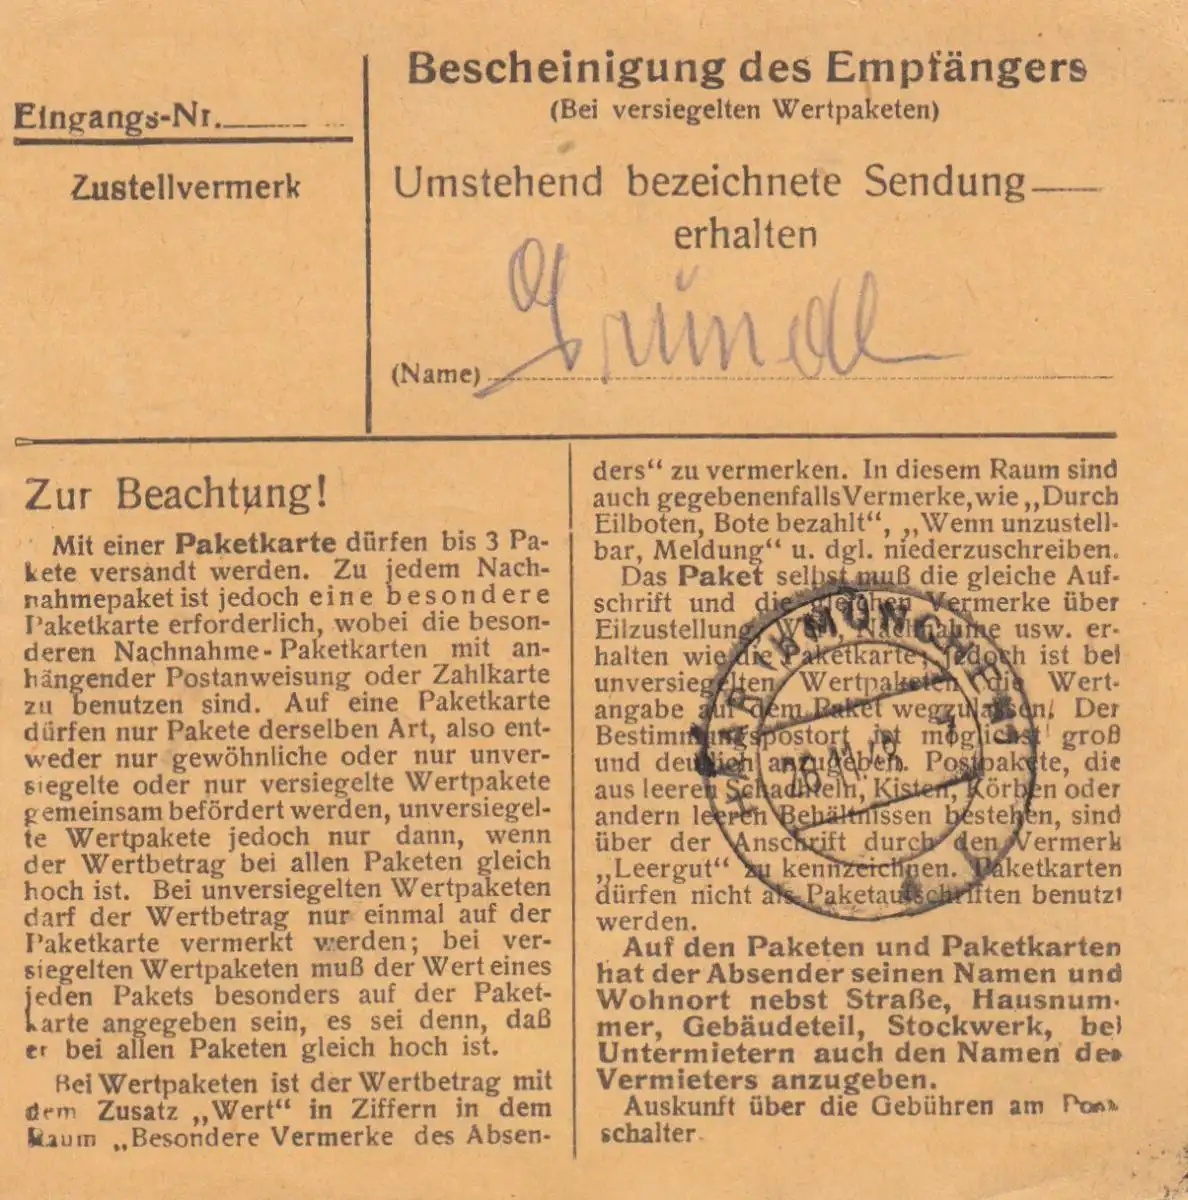 Eingangs-Nr.
Zustellvermerk
Bescheinigung des Empfängers
(Bei versiegelten Wertpaketen)
Umstehend bezeichnete Sendung
erhalten
(Name) Gründl
Zur Beachtung!
Mit einer Paketkarte dürfen bis 3 Pa-
kete versandt werden. Zu jedem Nach-
nahmepaket ist jedoch eine besondere
Paketkarte erforderlich, wobei die beson-
deren Nachnahme-Paketkarten mit an-
hängender Postanweisung oder Zahlkarte
zu benutzen sind. Auf eine Paketkarte
dürfen nur Pakete derselben Art, also ent-
weder nur gewöhnliche oder nur unver-
siegelte oder nur versiegelte Wertpakete
gemeinsam befördert werden, unversiegel-
te Wertpakete jedoch nur dann, wenn
der Wertbetrag bei allen Paketen gleich
hoch ist. Bei unversiegelten Wertpaketen
darf der Wertbetrag nur einmal auf der
Paketkarte vermerkt werden; bei ver-
siegelten Wertpaketen muß der Wert eines
jeden Pakets besonders auf der Paket-
karte angegeben sein, es sei denn, daß
er bei allen Paketen gleich hoch ist.
Bei Wertpaketen ist der Wertbetrag mit
dem Zusatz „Wert“ in Ziffern in dem
Raum „Besondere Vermerke des Absen-
ders“ zu vermerken. In diesem Raum sind
auch gegebenenfalls Vermerke, wie „Durch
Eilboten, Bote bezahlt“, „Wenn unzustell-
bar, Meldung“ u. dgl. niederzuschreiben.
Das Paket selbst muß die gleiche Auf-
schrift und die gleichen Vermerke über
Eilzustellung, Wert, Nachnahme usw. er-
halten wie die Paketkarte; jedoch ist bei
unversiegelten Wertpaketen die Wert-
angabe auf dem Paket wegzulassen. Der
Bestimmungspostort ist möglichst groß
und deutlich anzugeben. Postpakete, die
aus leeren Schachteln, Kisten, Körben oder
andern leeren Behältnissen bestehen, sind
über der Anschrift durch den Vermerk
„Leergut“ zu kennzeichnen. Paketkarten
dürfen nicht als Paketaufschriften benutzt
werden.
Auf den Paketen und Paketkarten
hat der Absender seinen Namen und
Wohnort nebst Straße, Hausnum-
mer, Gebäudeteil, Stockwerk, bei
Untermietern auch den Namen des
Vermieters anzugeben.
Auskunft über die Gebühren am Post-
schalter.
HAAR (B MÜNCHEN)
26.11.48